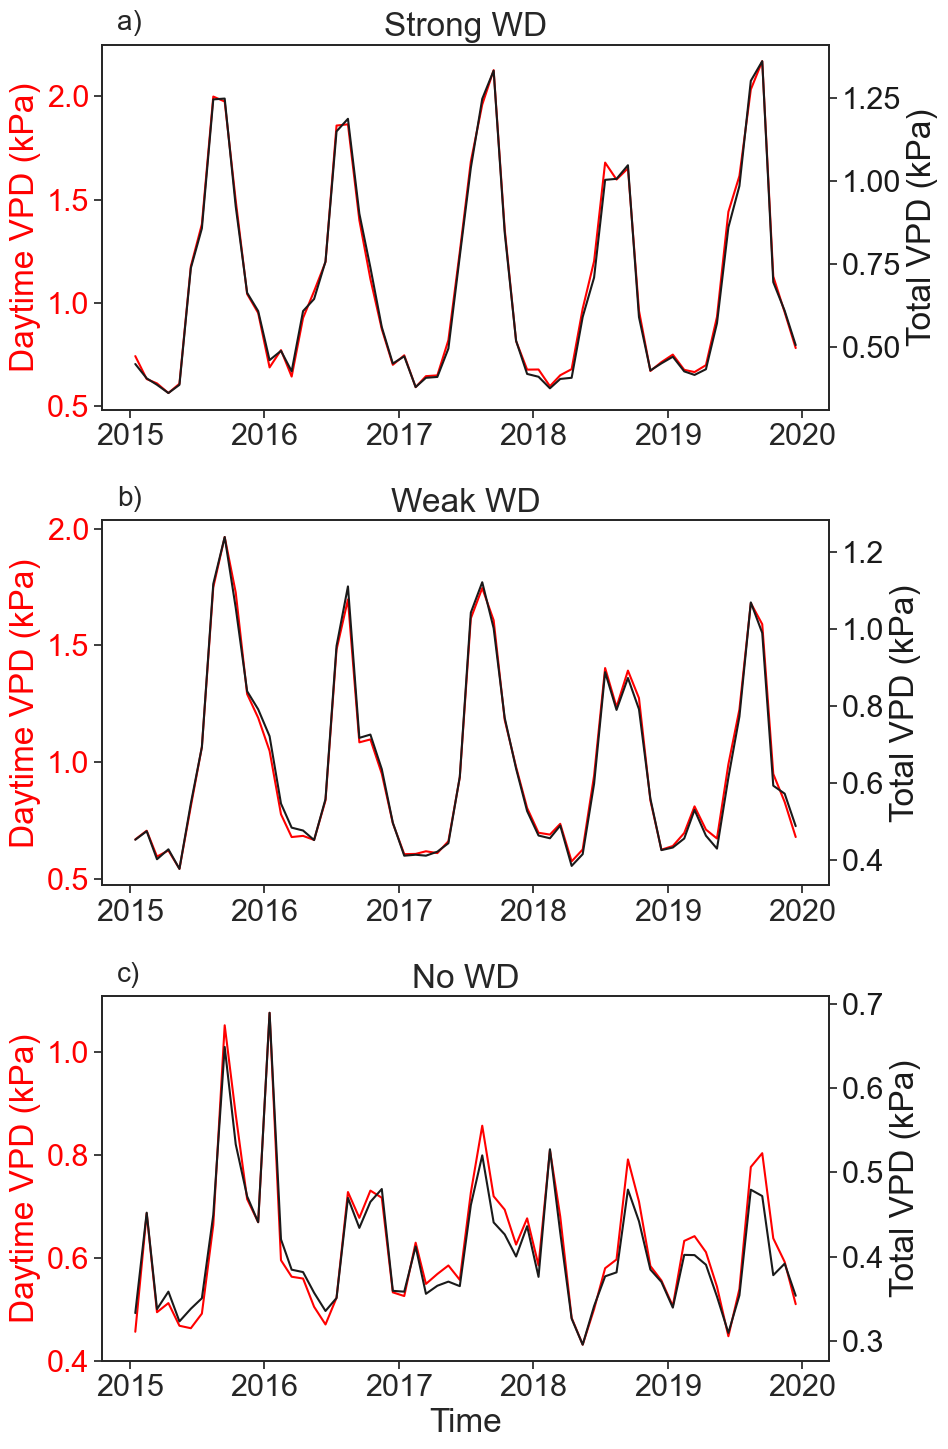 a)
Strong WD
Daytime VPD (kPa)
2.0
1.5
1.0
0.5
1.25
1.00
0.75
0.50
Total VPD (kPa)
2015 2016 2017 2018 2019 2020
b)
Weak WD
Daytime VPD (kPa)
2.0
1.5
1.0
0.5
1.2
1.0
0.8
0.6
0.4
Total VPD (kPa)
2015 2016 2017 2018 2019 2020
c)
No WD
Daytime VPD (kPa)
1.0
0.8
0.6
0.4
0.7
0.6
0.5
0.4
0.3
Total VPD (kPa)
2015 2016 2017 2018 2019 2020
Time